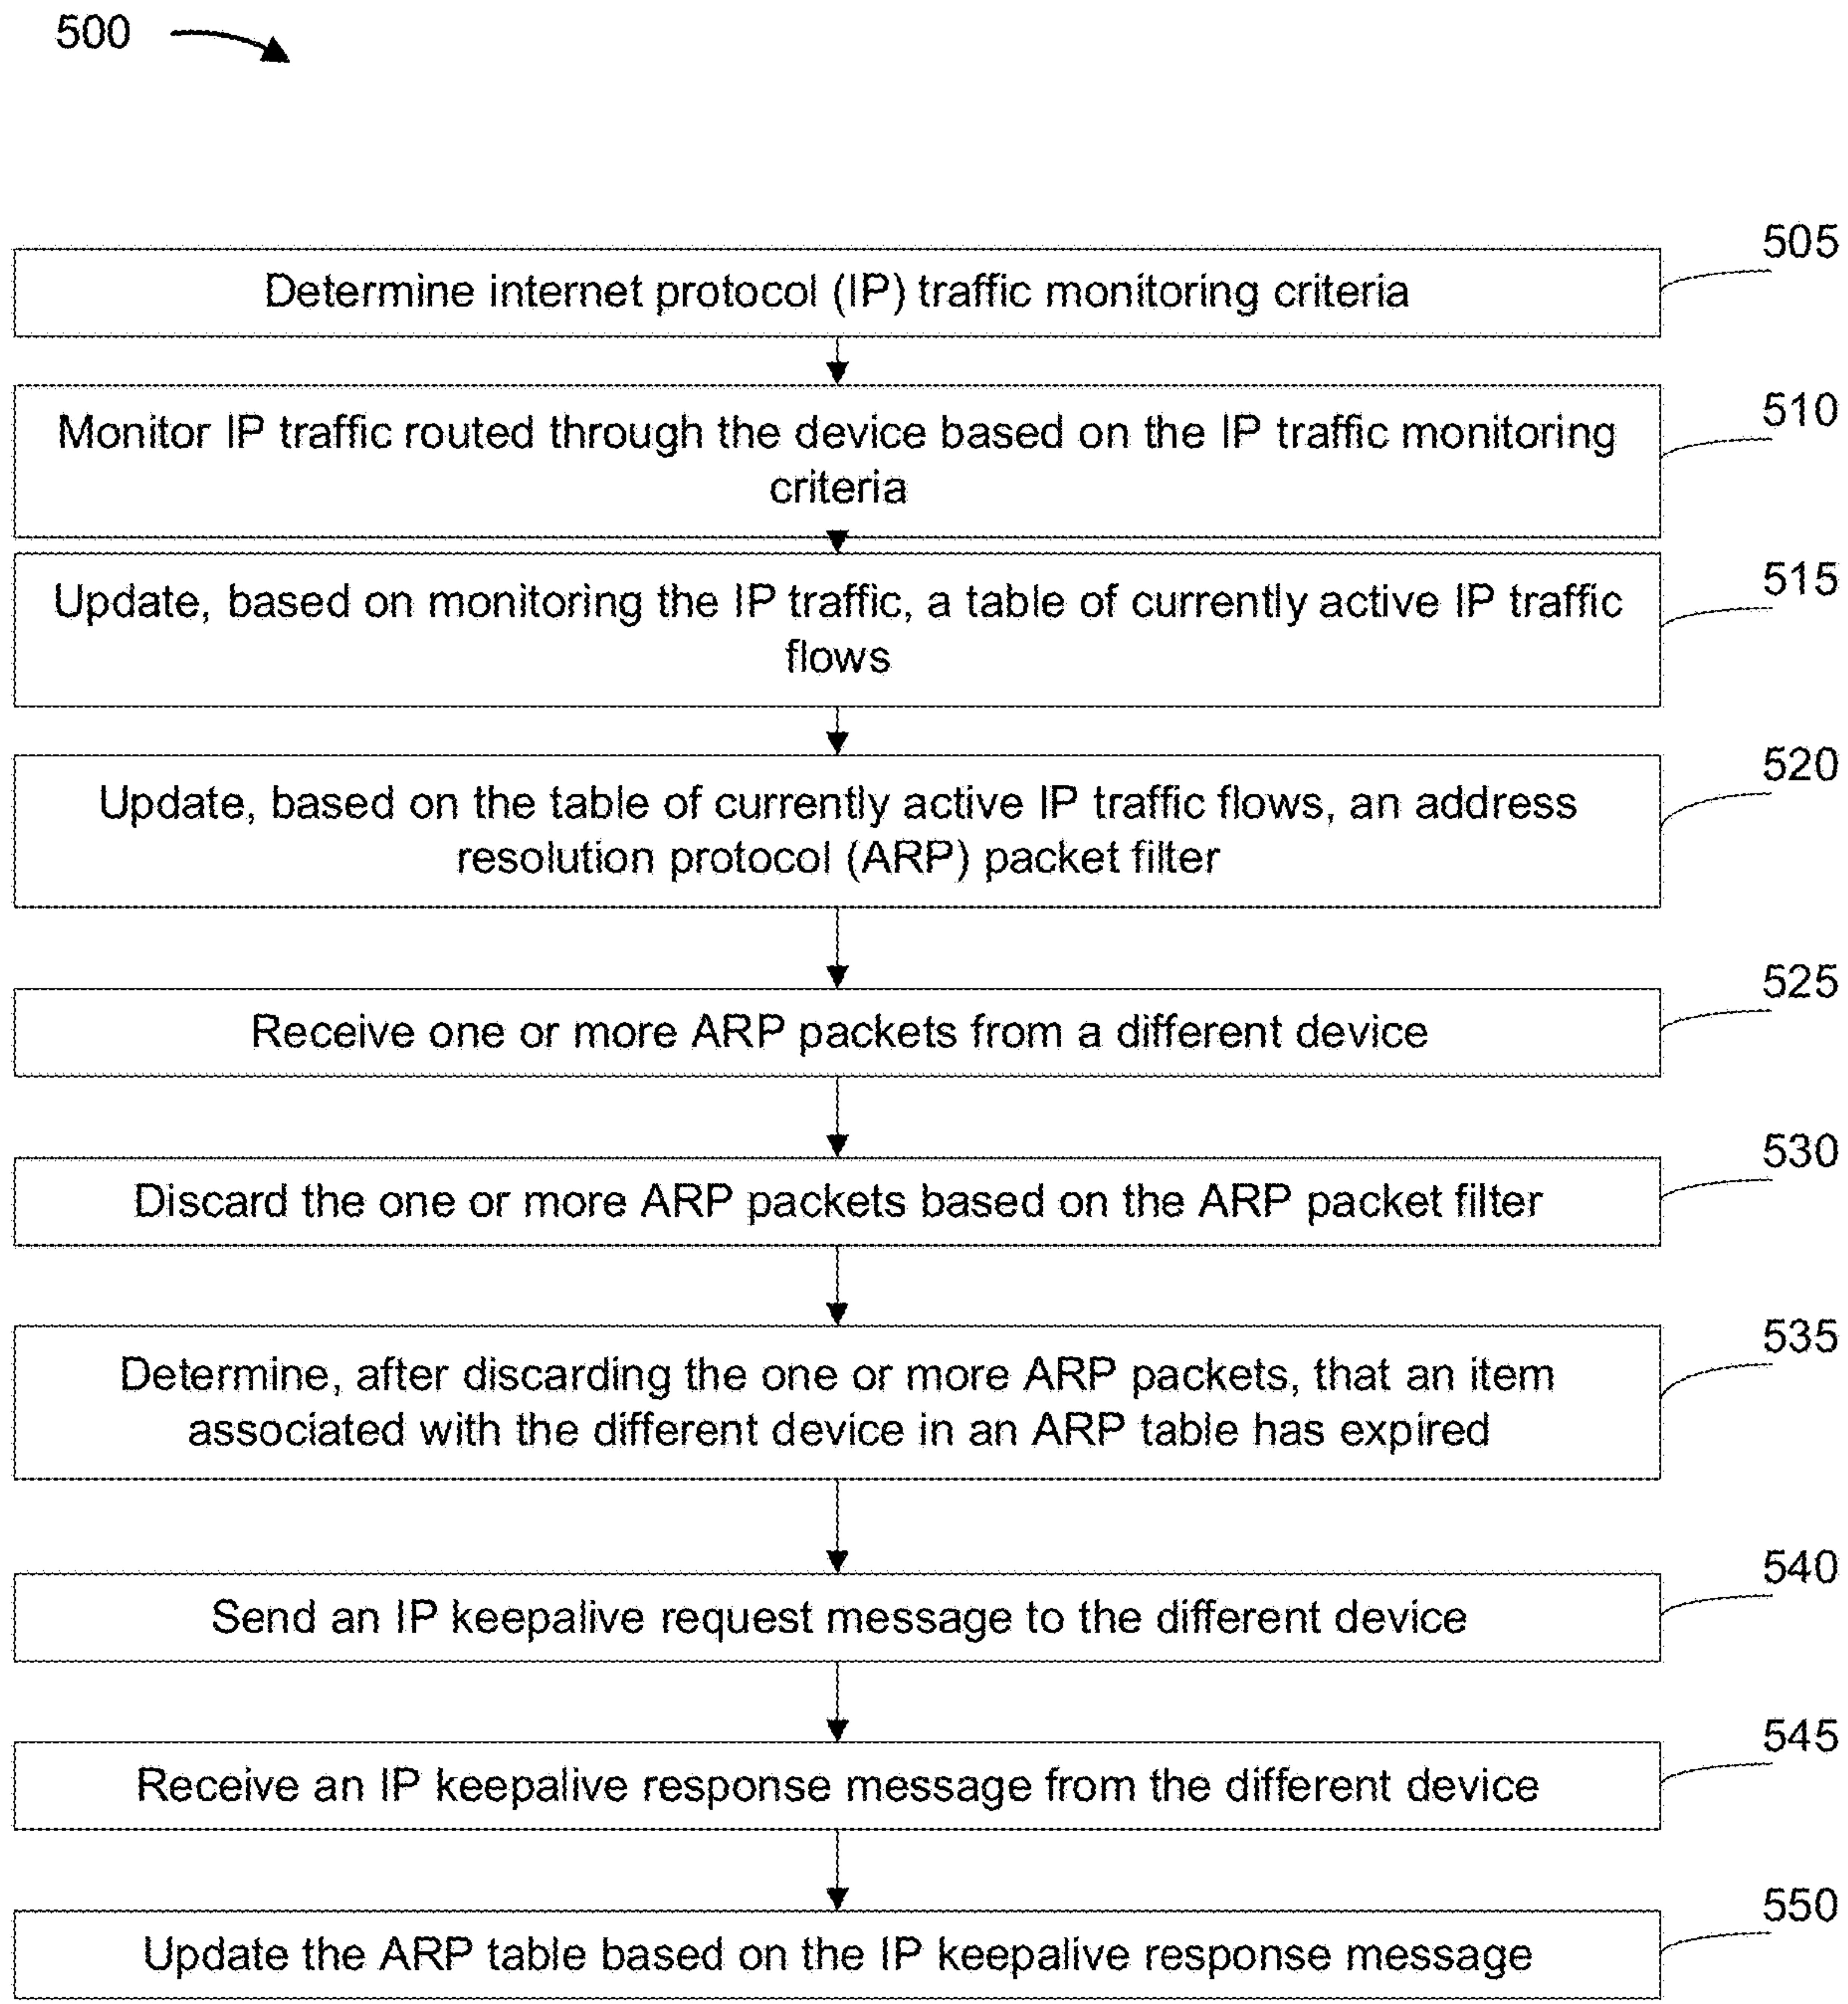 500
505
Determine internet protocol (IP) traffic monitoring criteria
510
Monitor IP traffic routed through the device based on the IP traffic monitoring
criteria
515
Update, based on monitoring the IP traffic, a table of currently active IP traffic
flows
520
Update, based on the table of currently active IP traffic flows, an address
resolution protocol (ARP) packet filter
525
Receive one or more ARP packets from a different device
530
Discard the one or more ARP packets based on the ARP packet filter
535
Determine, after discarding the one or more ARP packets, that an item
associated with the different device in an ARP table has expired
540
Send an IP keepalive request message to the different device
545
Receive an IP keepalive response message from the different device
550
Update the ARP table based on the IP keepalive response message